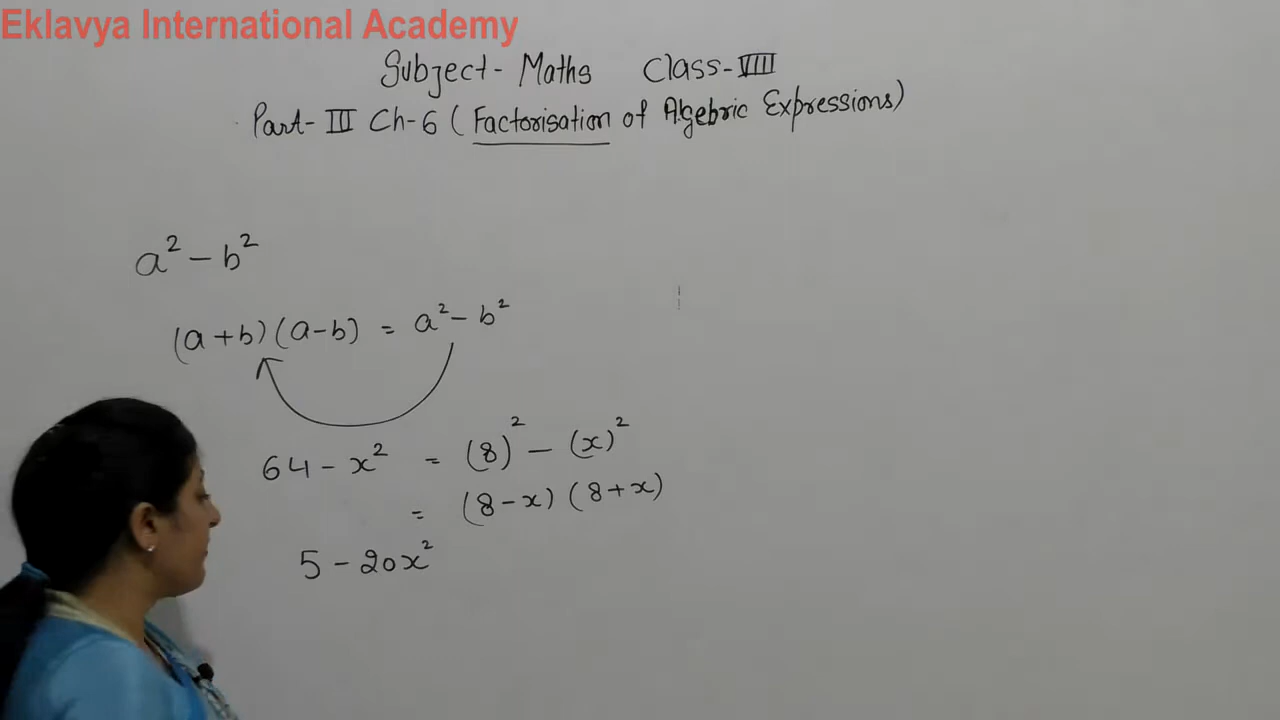 Eklavya International Academy
Subject- Maths Class-VIII
Part-III Ch-6 (Factorisation of Algebric Expressions)
a² - b²
(a+b)(a-b) = a² - b²
64 - x² = (8)² - (x)²
= (8-x)(8+x)
5 - 20x²